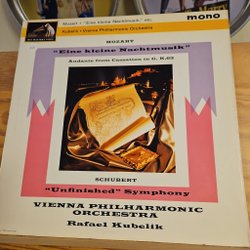 Mozart • "Eine kleine Nachtmusik," etc.
Kubelik • Vienna Philharmonic Orchestra
mono
MOZART
"Eine kleine Nachtmusik"
Andante from Cassation in G, K.63
SCHUBERT
"Unfinished" Symphony
VIENNA PHILHARMONIC
ORCHESTRA
Rafael Kubelik